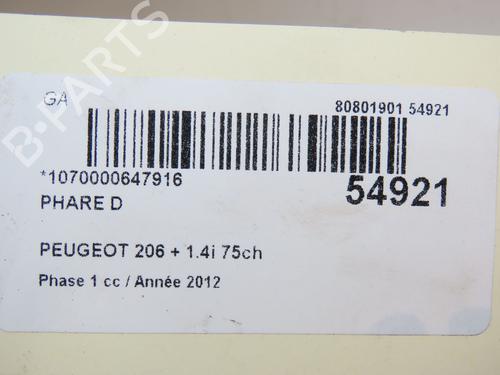 GA
80801901 54921
*1070000647916
54921
PHARE D
PEUGEOT 206 + 1.4i 75ch
Phase 1 cc / Année 2012
B-PARTS